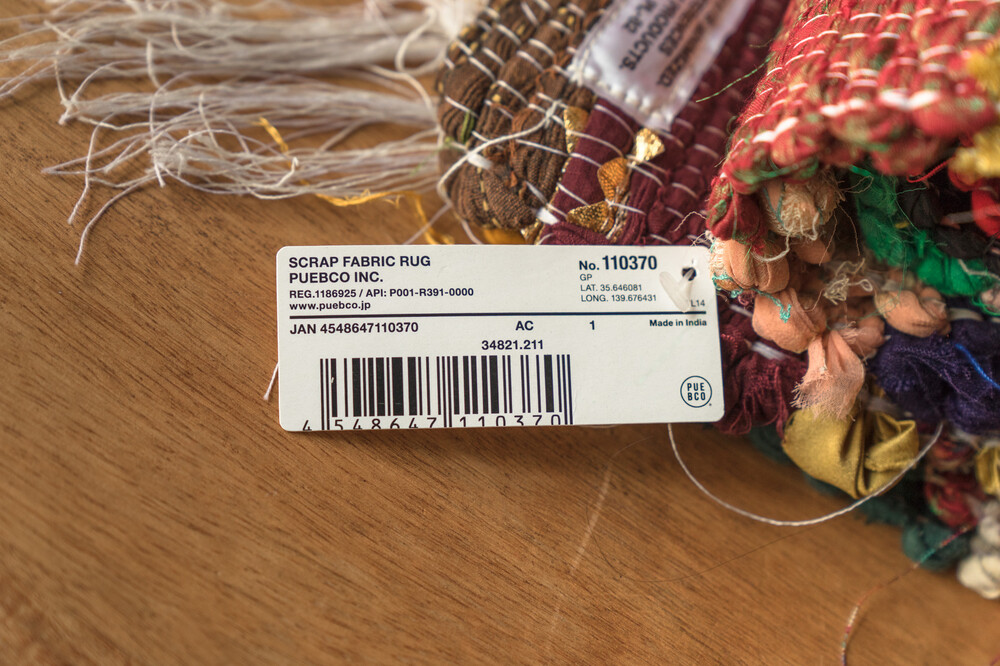 PRODUCTS.
SCRAP FABRIC RUG
PUEBCO INC.
REG.1186925 / API: P001-R391-0000
www.puebco.jp
No. 110370
GP
LAT. 35.646081
LONG. 139.676431
L14
JAN 4548647110370
AC
1
Made in India
34821.211
4 548647 110370
PUE
BCO